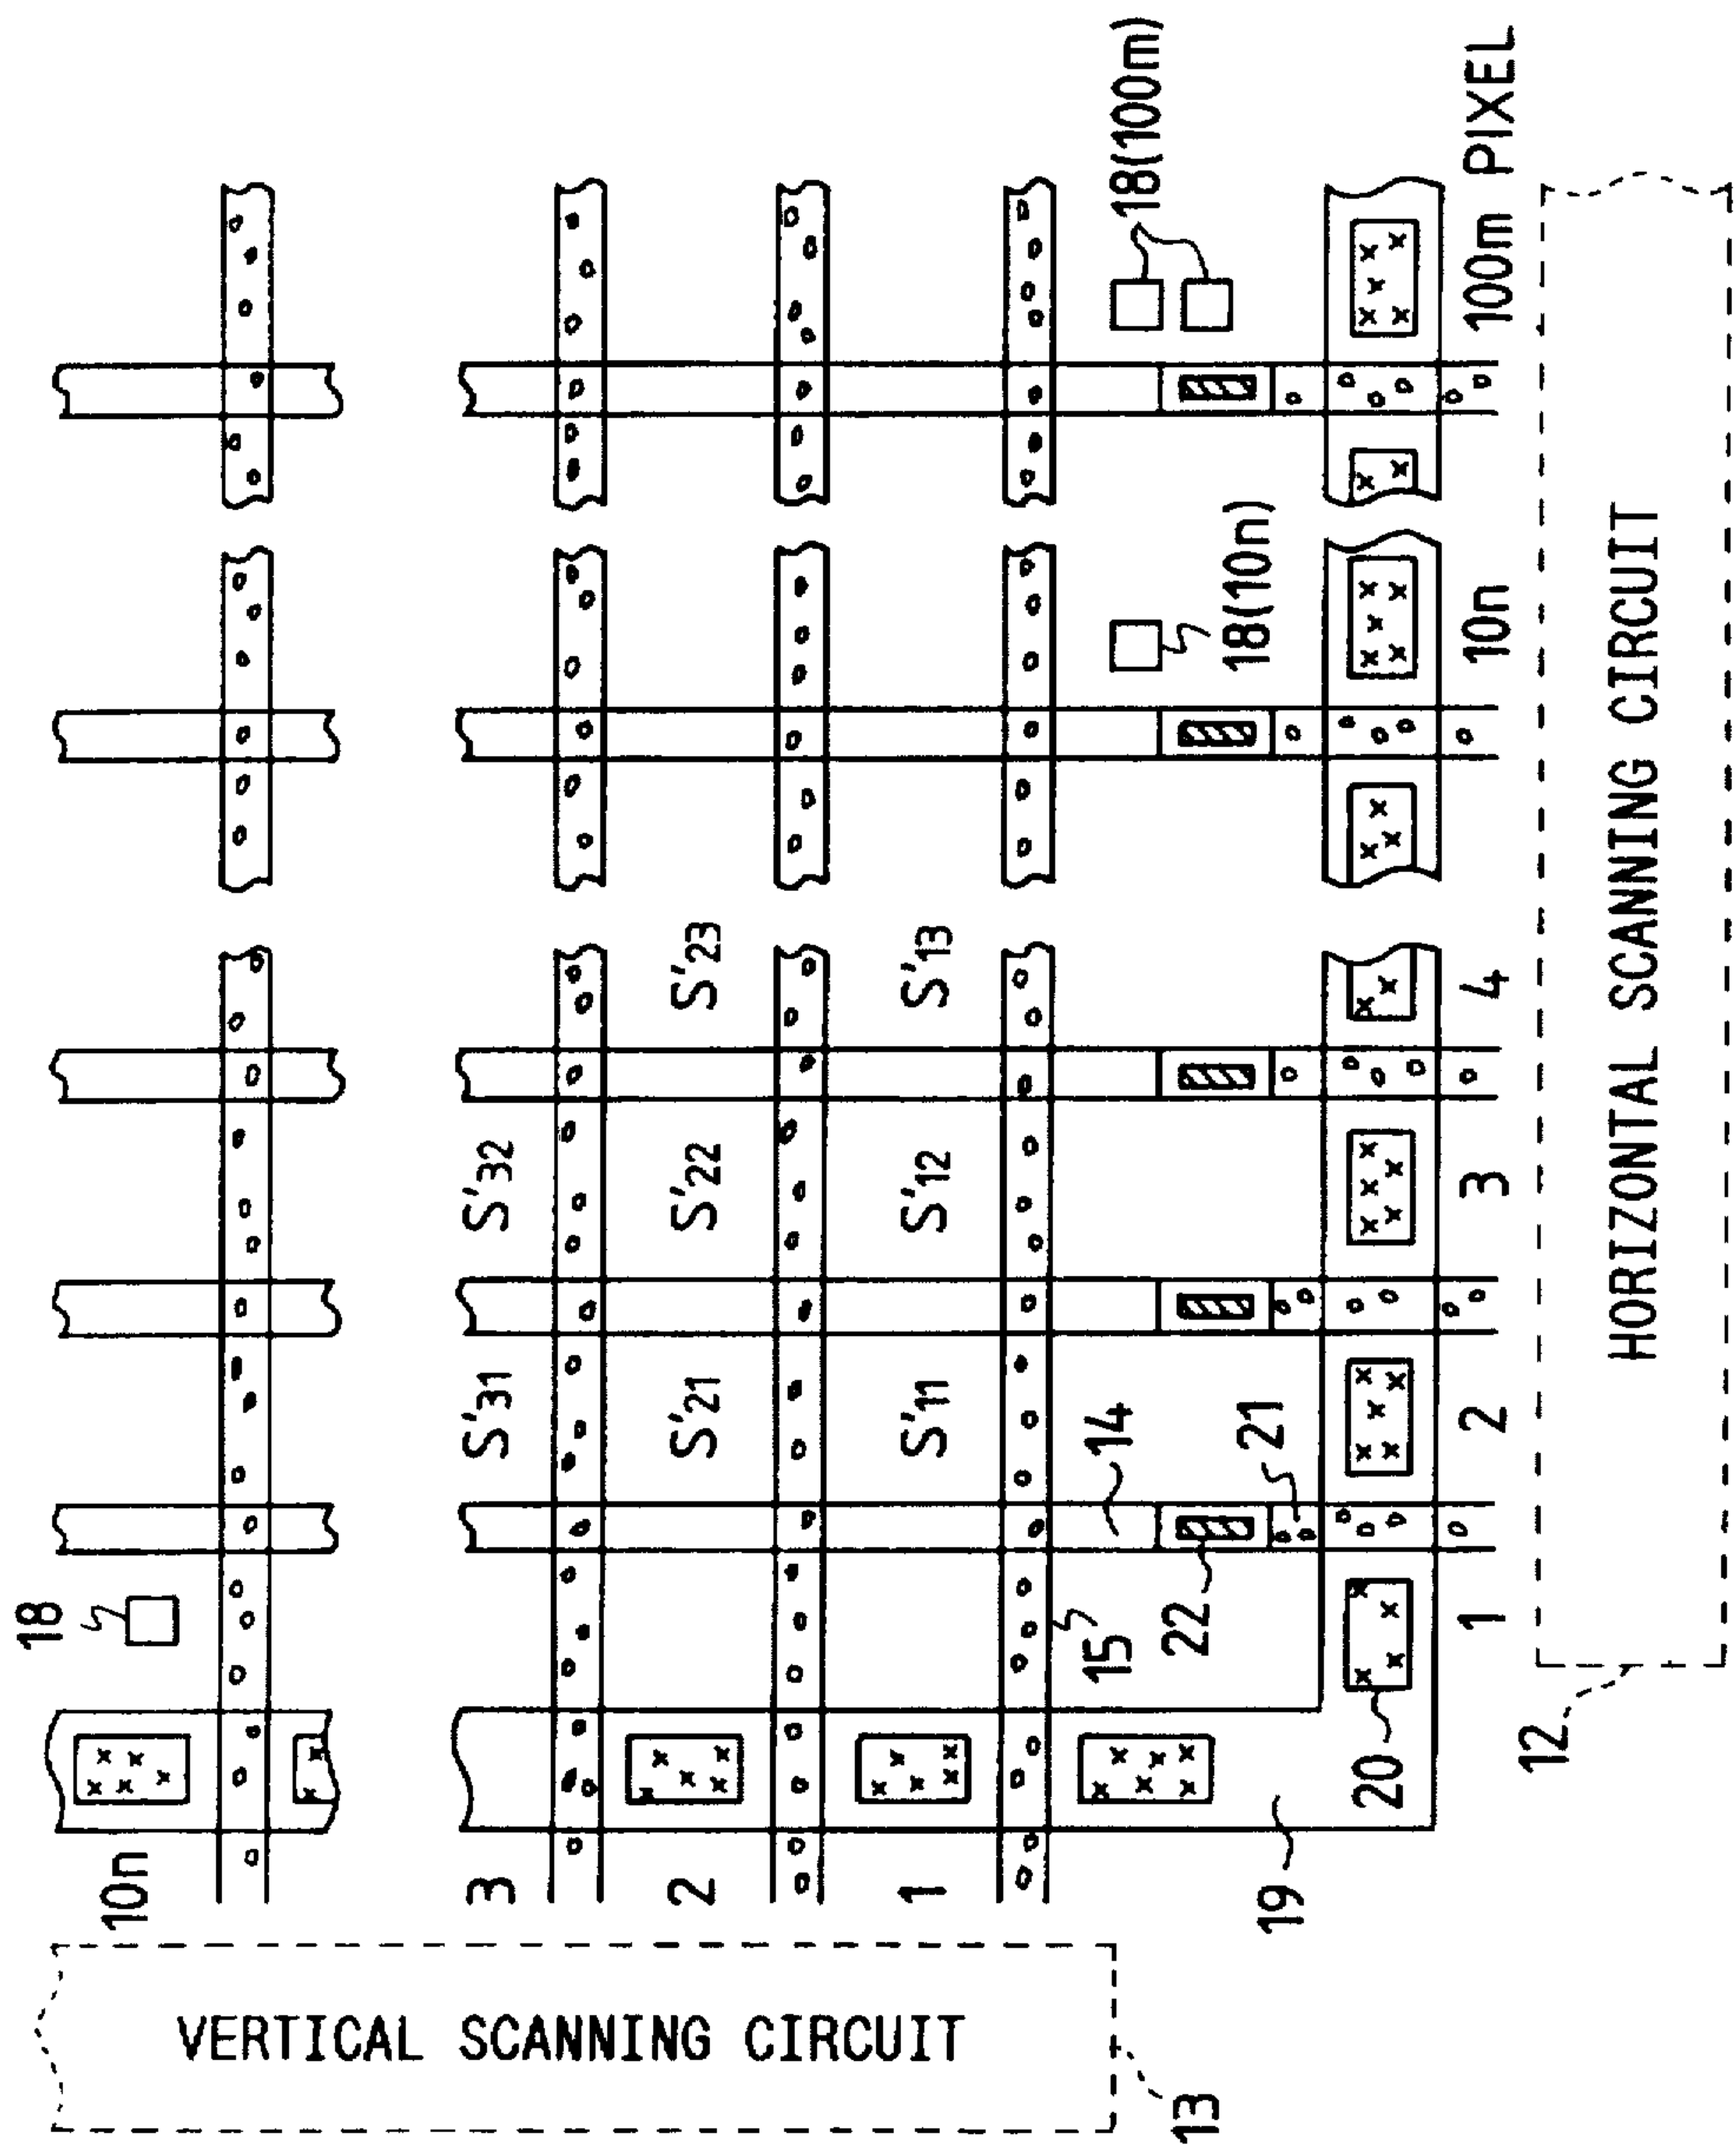 18
10n
3
2
1
S'31
S'32
S'21
S'22
S'23
S'11
S'12
S'13
15
14
22
21
18(10n)
18(100m)
19
20
1
2
3
4
10n
100m PIXEL
12
HORIZONTAL SCANNING CIRCUIT
13
VERTICAL SCANNING CIRCUIT